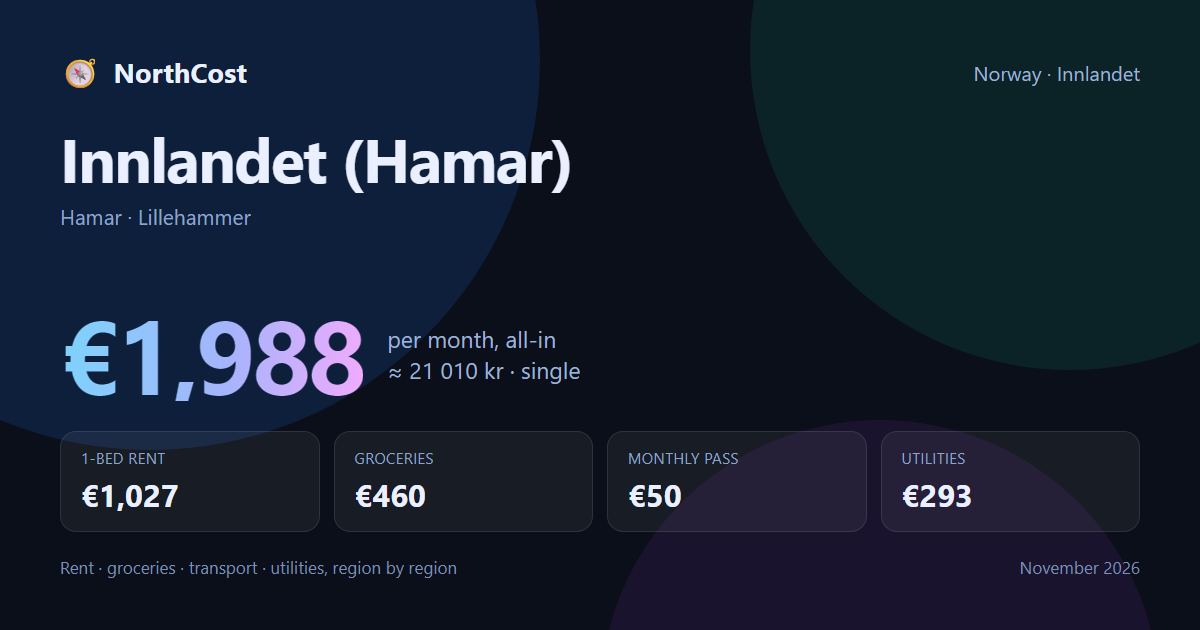 NorthCost
Norway · Innlandet
Innlandet (Hamar)
Hamar · Lillehammer
€1,988
per month, all-in
≈ 21 010 kr · single
1-BED RENT
€1,027
GROCERIES
€460
MONTHLY PASS
€50
UTILITIES
€293
Rent · groceries · transport · utilities, region by region
November 2026